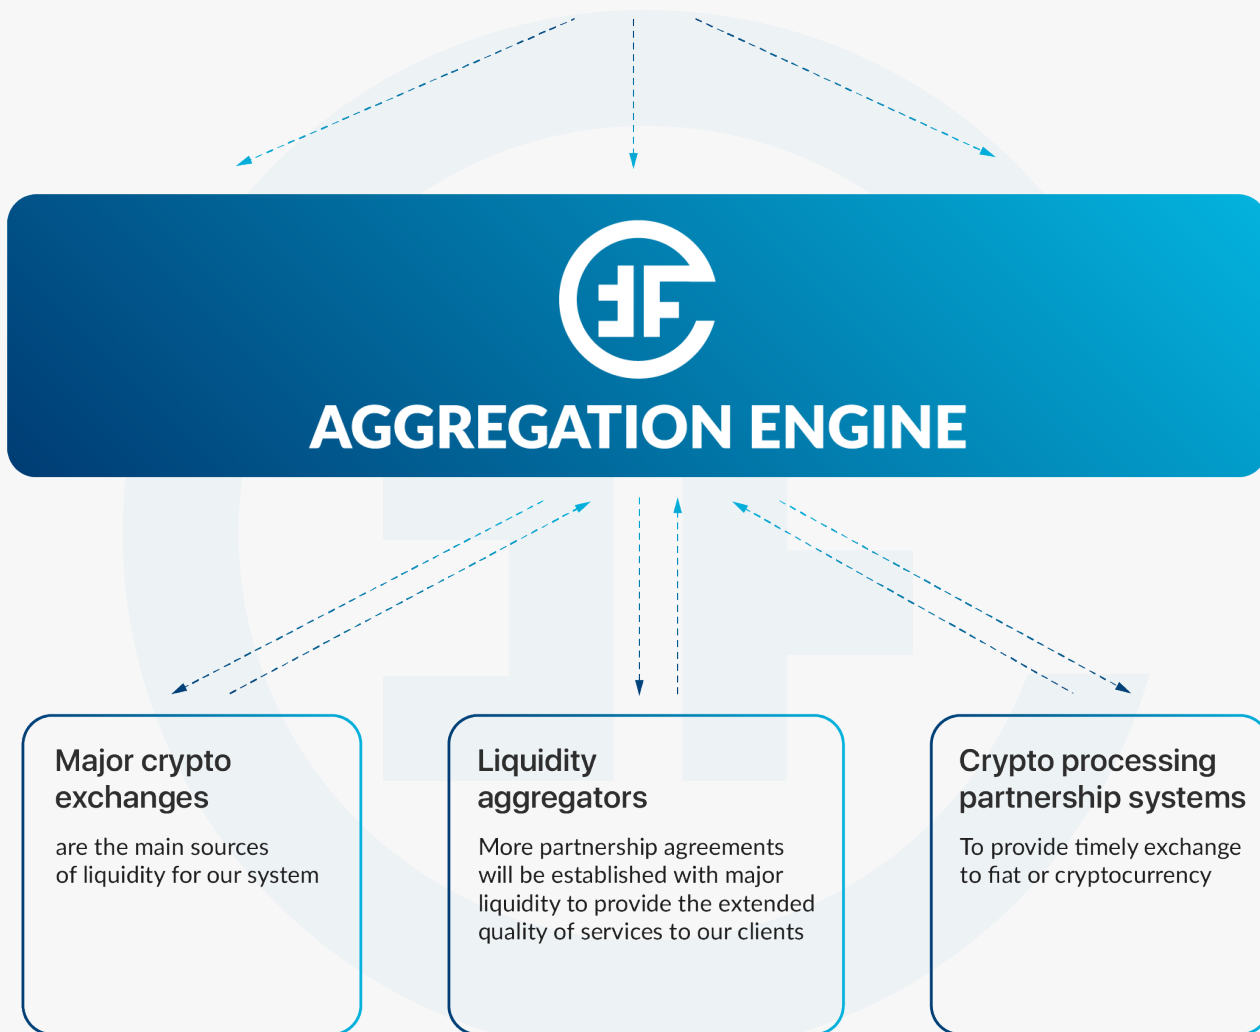 AGGREGATION ENGINE
Major crypto
exchanges
are the main sources
of liquidity for our system
Liquidity
aggregators
More partnership agreements
will be established with major
liquidity to provide the extended
quality of services to our clients
Crypto processing
partnership systems
To provide timely exchange
to fiat or cryptocurrency